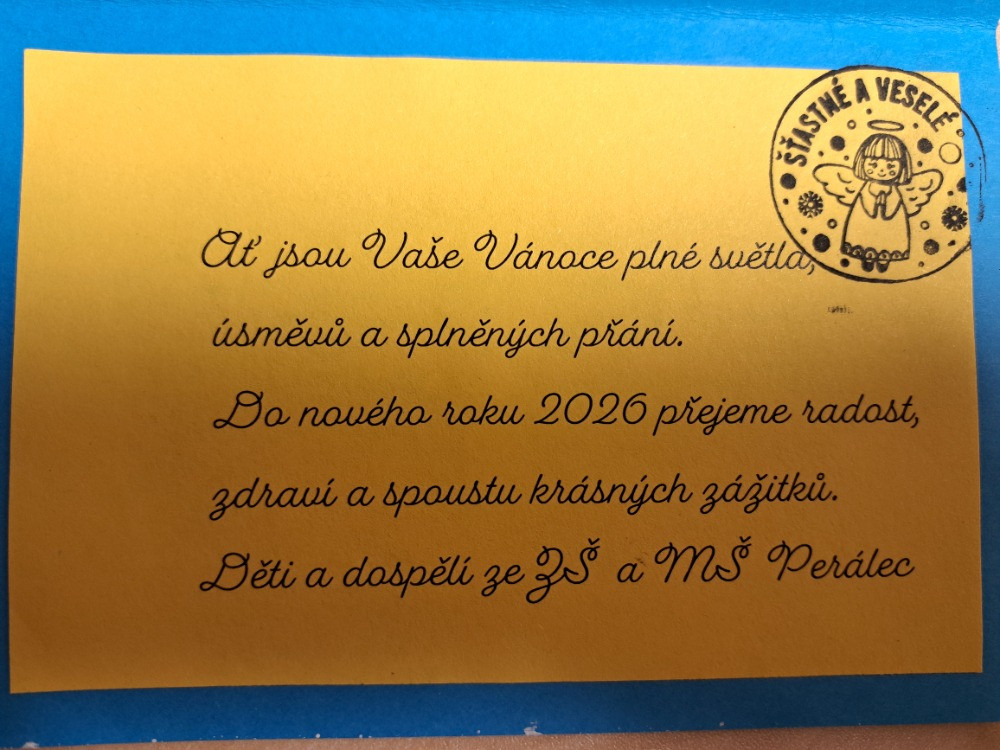 ŠŤASTNÉ A VESELÉ
Ať jsou Vaše Vánoce plné světla,
úsměvů a splněných přání.
Do nového roku 2026 přejeme radost,
zdraví a spoustu krásných zážitků.
Děti a dospělí ze ZŠ a MŠ Perálec